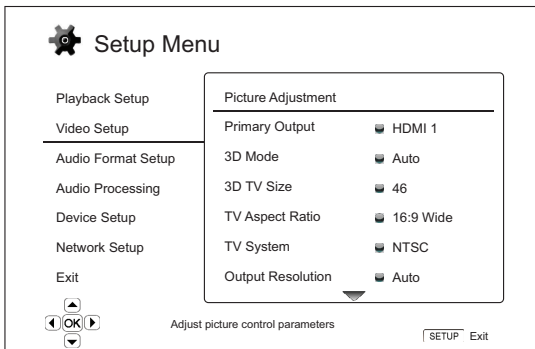 Setup Menu
Playback Setup
Video Setup
Audio Format Setup
Audio Processing
Device Setup
Network Setup
Exit
Picture Adjustment
Primary Output HDMI 1
3D Mode Auto
3D TV Size 46
TV Aspect Ratio 16:9 Wide
TV System NTSC
Output Resolution Auto
OK
Adjust picture control parameters
SETUP Exit